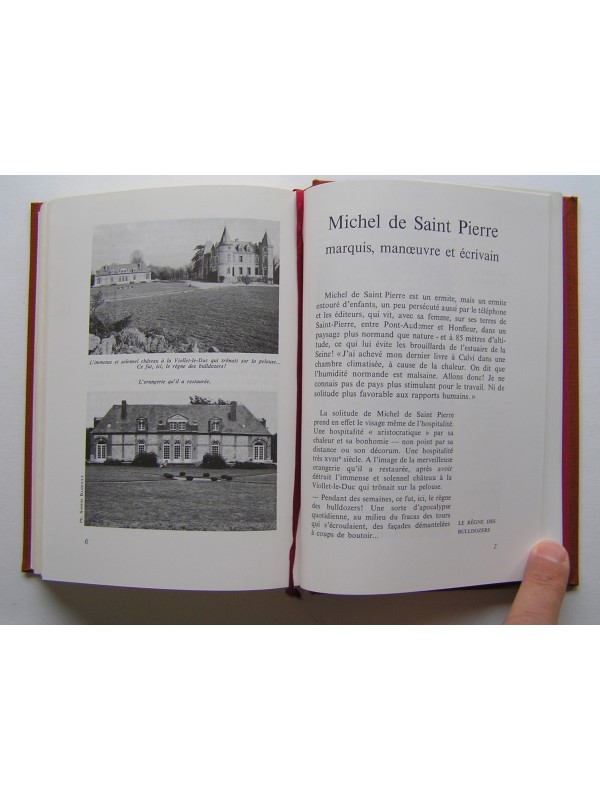 L'immense et solennel château à la Viollet-le-Duc qui trônait sur la pelouse...
Ce fut, ici, le règne des bulldozers!
L'orangerie qu'il a restaurée.
6
Michel de Saint Pierre
marquis, manœuvre et écrivain
Michel de Saint Pierre est un ermite, mais un ermite
entouré d'enfants, un peu persécuté aussi par le téléphone
et les éditeurs, qui vit, avec sa femme, sur ses terres de
Saint-Pierre, entre Pont-Audemer et Honfleur, dans un
paysage plus normand que nature - et à 85 mètres d'alti-
tude, ce qui lui évite les brouillards de l'estuaire de la
Seine! « J'ai achevé mon dernier livre à Calvi dans une
chambre climatisée, à cause de la chaleur. On dit que
l'humidité normande est malsaine. Allons donc! Je ne
connais pas de pays plus stimulant pour le travail. Ni de
solitude plus favorable aux rapports humains. »
La solitude de Michel de Saint Pierre
prend en effet le visage même de l'hospitalité.
Une hospitalité « aristocratique » par sa
chaleur et sa bonhomie — non point par sa
distance ou son décorum. Une hospitalité
très XVIIIe siècle. A l'image de la merveilleuse
orangerie qu'il a restaurée, après avoir
détruit l'immense et solennel château à la
Viollet-le-Duc qui trônait sur la pelouse.
— Pendant des semaines, ce fut, ici, le règne
des bulldozers! Une sorte d'apocalypse
quotidienne, au milieu du fracas des tours
qui s'écroulaient, des façades démantelées
à coups de boutoir...
LE RÈGNE DES
BULLDOZERS
7